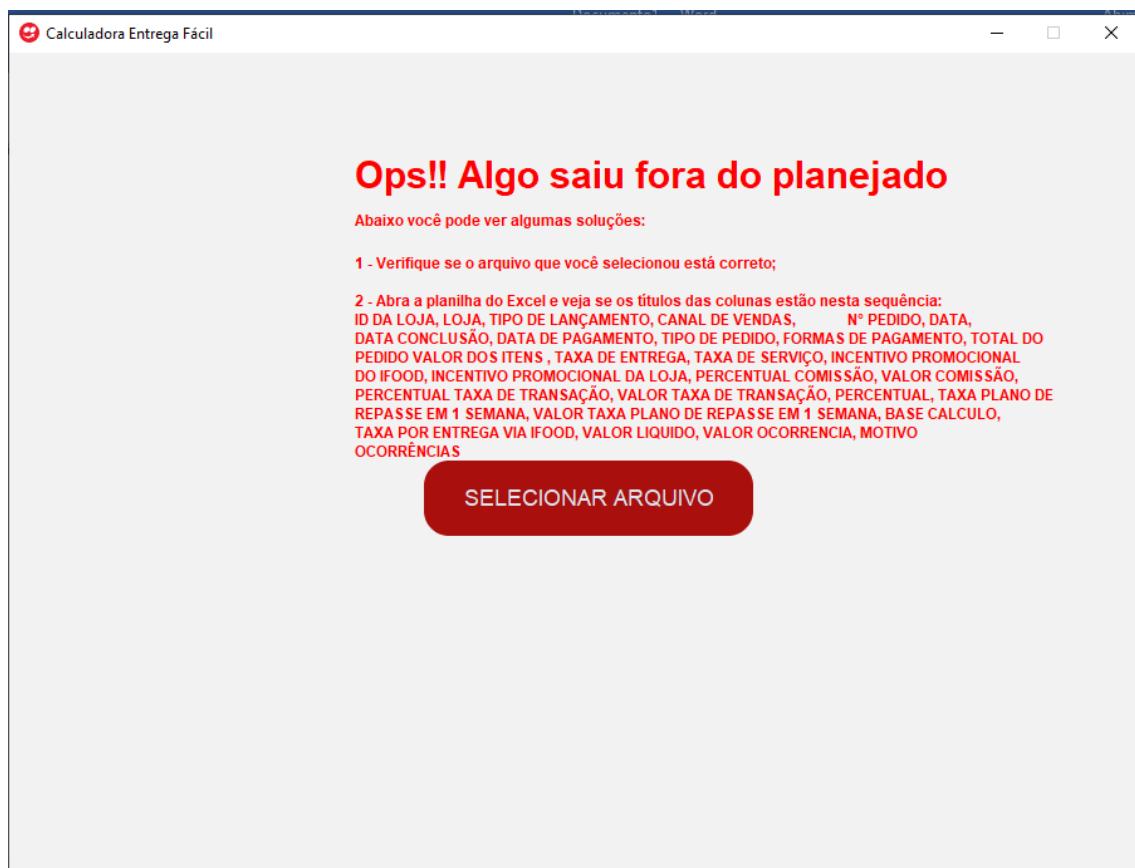 Calculadora Entrega Fácil
Ops!! Algo saiu fora do planejado
Abaixo você pode ver algumas soluções:
1 - Verifique se o arquivo que você selecionou está correto;
2 - Abra a planilha do Excel e veja se os títulos das colunas estão nesta sequência:
ID DA LOJA, LOJA, TIPO DE LANÇAMENTO, CANAL DE VENDAS, N° PEDIDO, DATA,
DATA CONCLUSÃO, DATA DE PAGAMENTO, TIPO DE PEDIDO, FORMAS DE PAGAMENTO, TOTAL DO
PEDIDO VALOR DOS ITENS , TAXA DE ENTREGA, TAXA DE SERVIÇO, INCENTIVO PROMOCIONAL
DO IFOOD, INCENTIVO PROMOCIONAL DA LOJA, PERCENTUAL COMISSÃO, VALOR COMISSÃO,
PERCENTUAL TAXA DE TRANSAÇÃO, VALOR TAXA DE TRANSAÇÃO, PERCENTUAL, TAXA PLANO DE
REPASSE EM 1 SEMANA, VALOR TAXA PLANO DE REPASSE EM 1 SEMANA, BASE CALCULO,
TAXA POR ENTREGA VIA IFOOD, VALOR LIQUIDO, VALOR OCORRENCIA, MOTIVO
OCORRÊNCIAS
SELECIONAR ARQUIVO